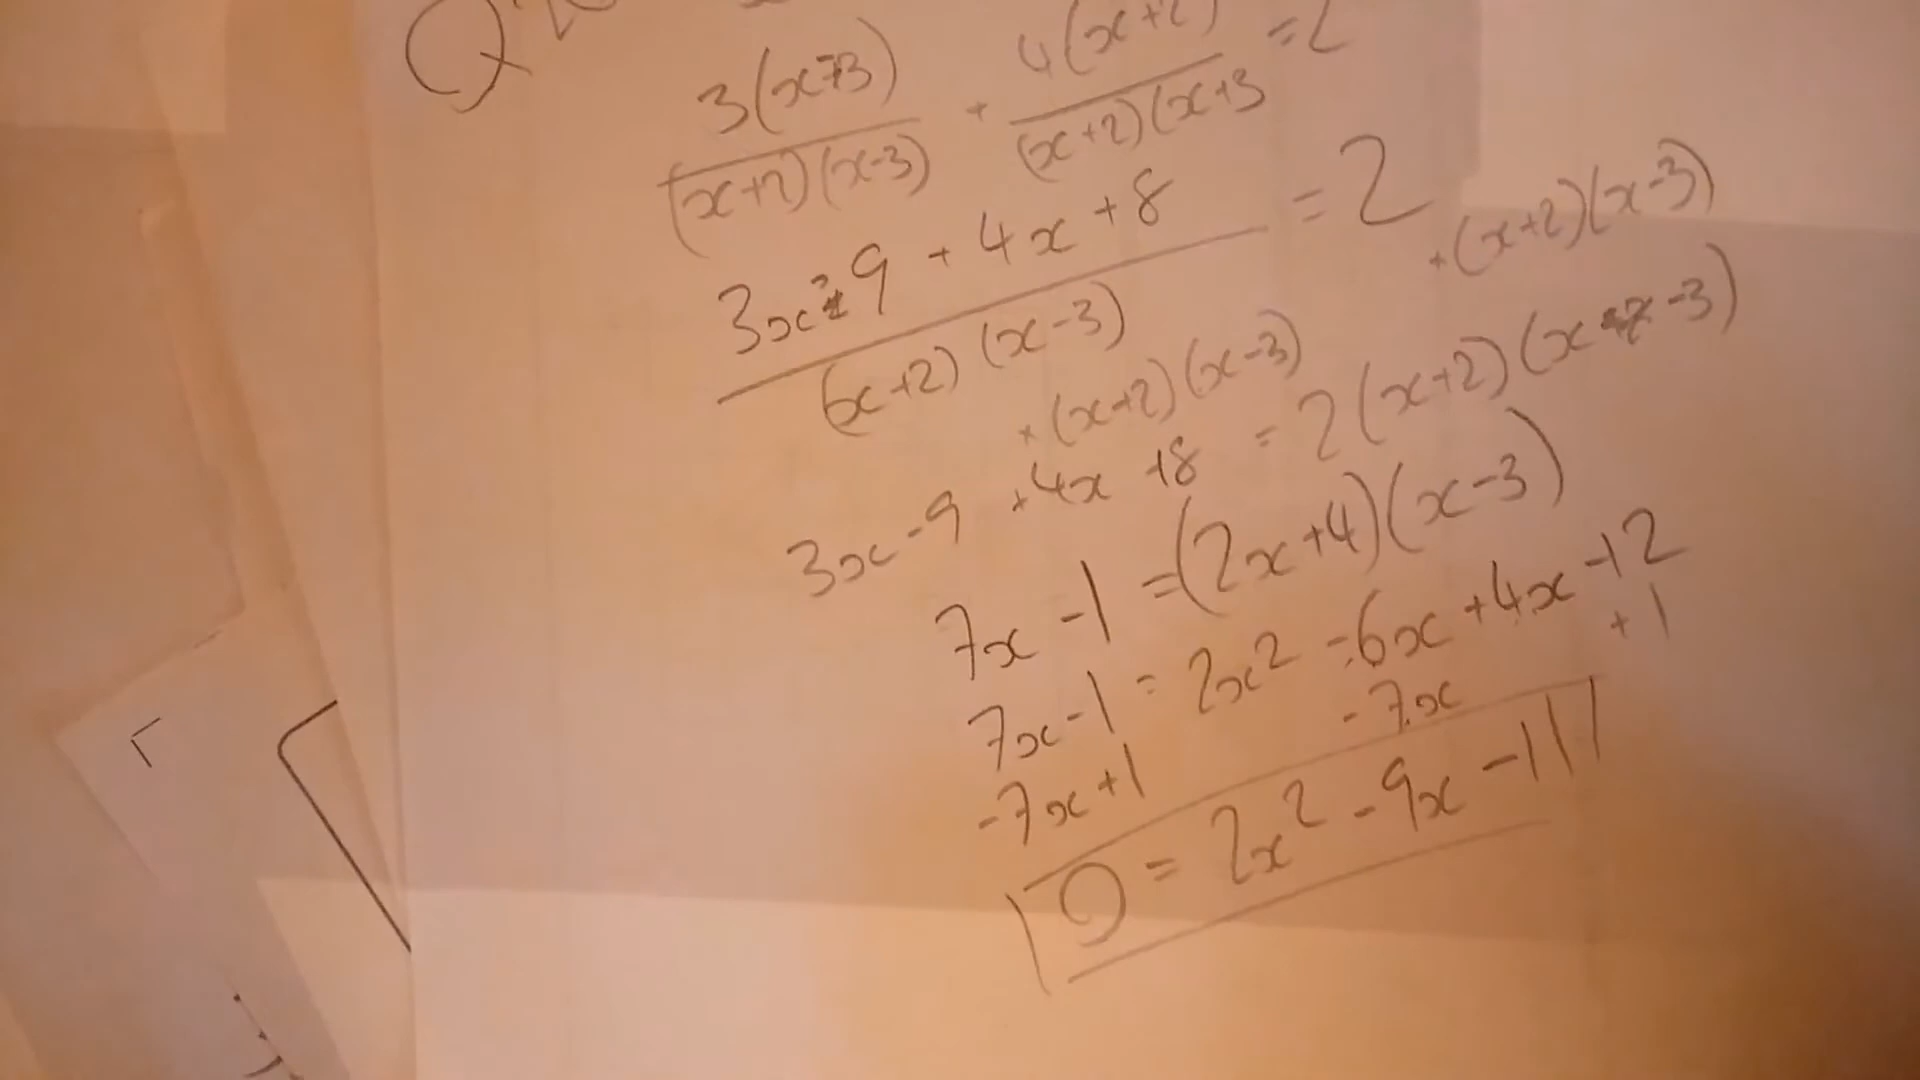 Q
3(x-3) / (x+2)(x-3) + 4(x+2) / (x+2)(x+3 = 2
3x-9 + 4x + 8 / (x+2)(x-3) = 2
×(x+2)(x-3) ×(x+2)(x-3)
3x-9 +4x +8 = 2(x+2)(x-3)
7x -1 = (2x+4)(x-3)
7x-1 = 2x² -6x +4x -12
-7x+1 -7x +1
0 = 2x² - 9x - 11